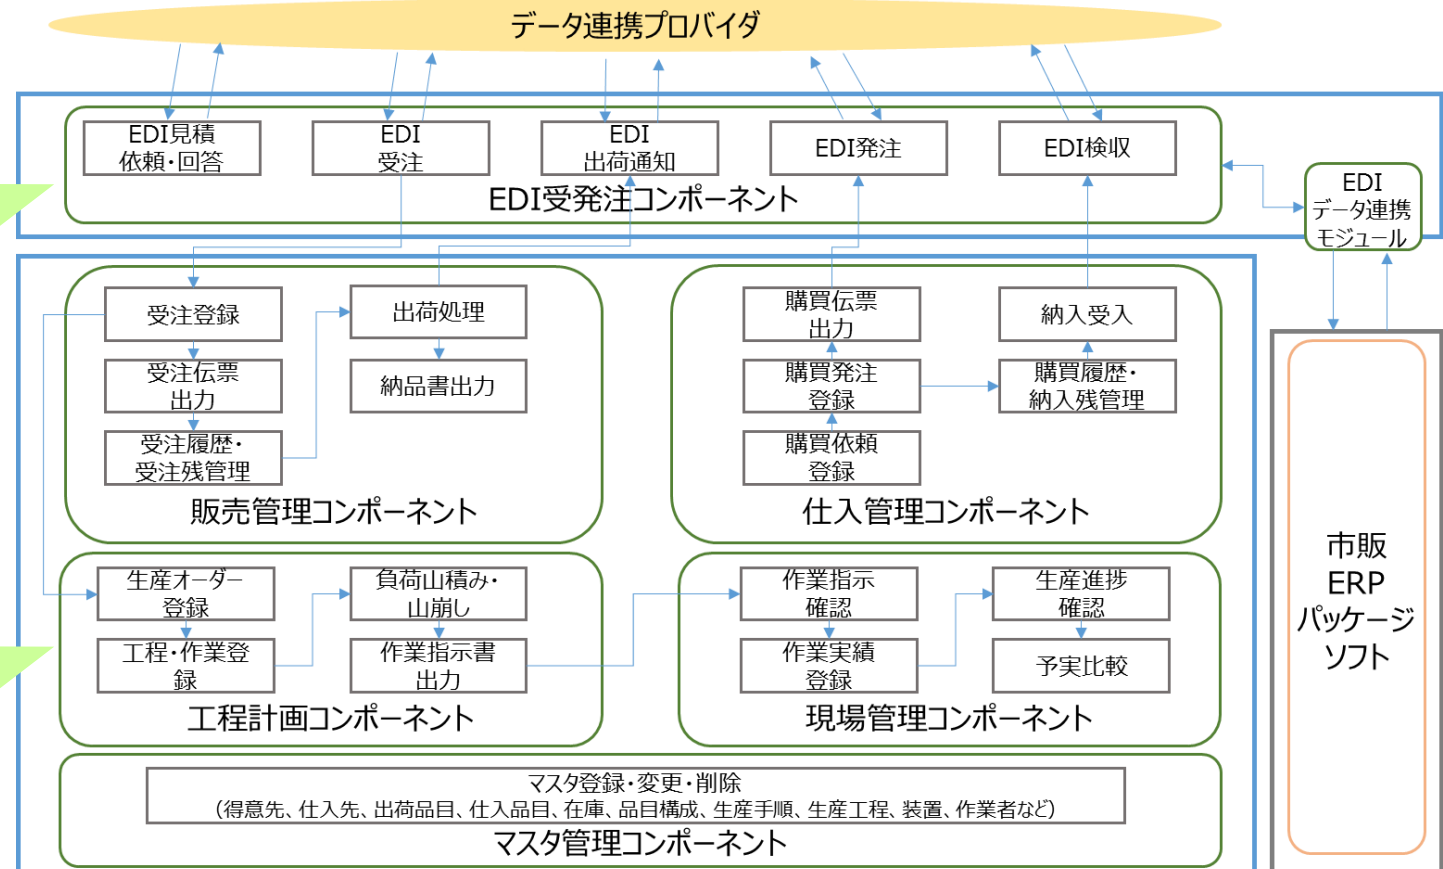 データ連携プロバイダ
EDI見積
依頼・回答
EDI
受注
EDI
出荷通知
EDI発注
EDI検収
EDI受発注コンポーネント
EDI
データ連携
モジュール
受注登録
受注伝票
出力
受注履歴・
受注残管理
出荷処理
納品書出力
販売管理コンポーネント
購買伝票
出力
購買発注
登録
購買依頼
登録
納入受入
購買履歴・
納入残管理
仕入管理コンポーネント
生産オーダー
登録
工程・作業登
録
負荷山積み・
山崩し
作業指示書
出力
工程計画コンポーネント
作業指示
確認
作業実績
登録
生産進捗
確認
予実比較
現場管理コンポーネント
マスタ登録・変更・削除
（得意先、仕入先、出荷品目、仕入品目、在庫、品目構成、生産手順、生産工程、装置、作業者など）
マスタ管理コンポーネント
市販
ERP
パッケージ
ソフト